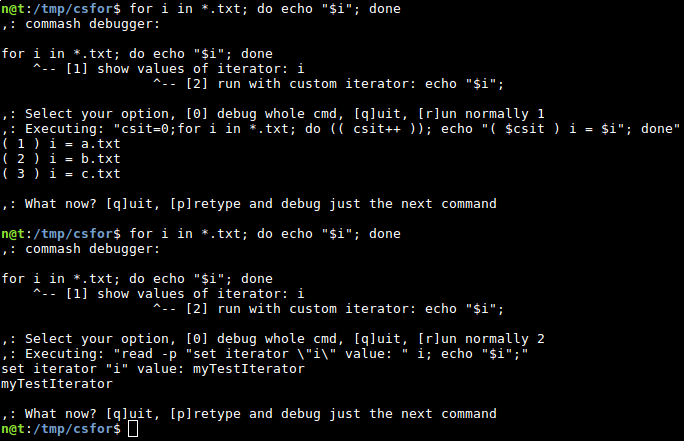 n@t:/tmp/csfor$ for i in *.txt; do echo "$i"; done
,: commash debugger:
for i in *.txt; do echo "$i"; done
^-- [1] show values of iterator: i
^-- [2] run with custom iterator: echo "$i";
,: Select your option, [0] debug whole cmd, [q]uit, [r]un normally 1
,: Executing: "csit=0;for i in *.txt; do (( csit++ )); echo "( $csit ) i = $i"; done"
( 1 ) i = a.txt
( 2 ) i = b.txt
( 3 ) i = c.txt
,: What now? [q]uit, [p]retype and debug just the next command
n@t:/tmp/csfor$ for i in *.txt; do echo "$i"; done
,: commash debugger:
for i in *.txt; do echo "$i"; done
^-- [1] show values of iterator: i
^-- [2] run with custom iterator: echo "$i";
,: Select your option, [0] debug whole cmd, [q]uit, [r]un normally 2
,: Executing: "read -p "set iterator \"i\" value: " i; echo "$i";"
set iterator "i" value: myTestIterator
myTestIterator
,: What now? [q]uit, [p]retype and debug just the next command
n@t:/tmp/csfor$